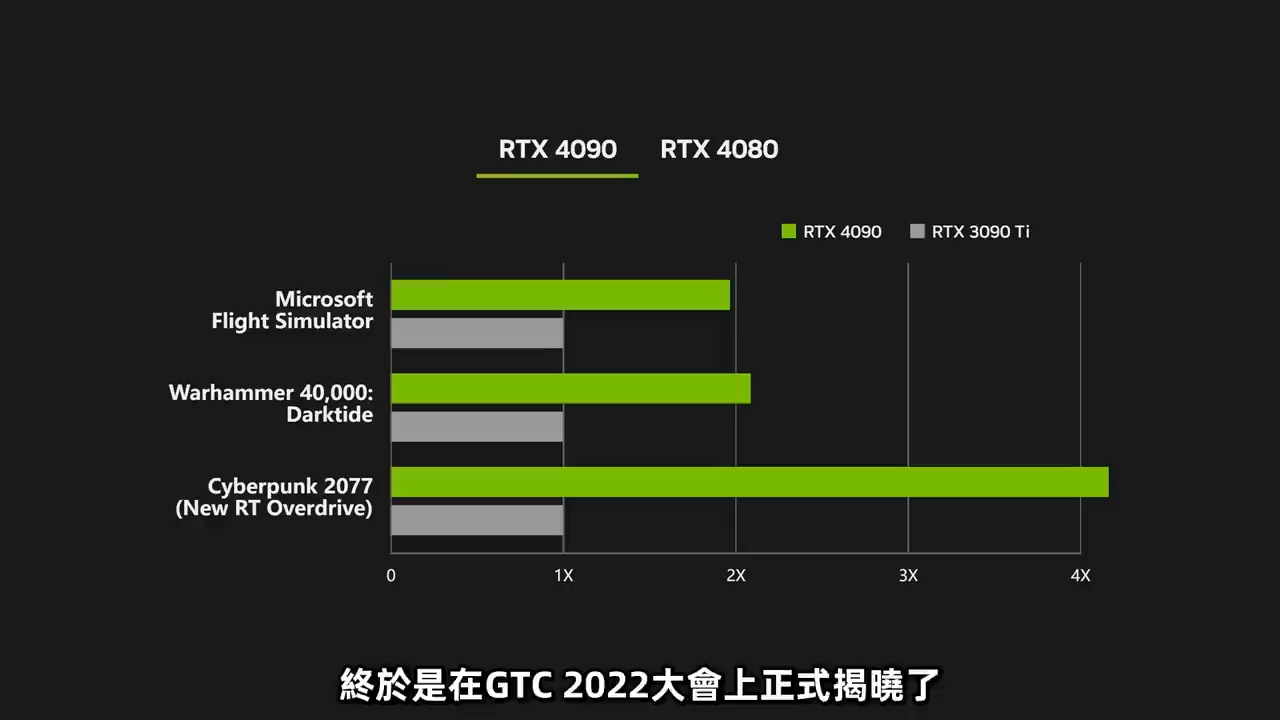 RTX 4090 RTX 4080
RTX 4090 RTX 3090 Ti
Microsoft
Flight Simulator
Warhammer 40,000:
Darktide
Cyberpunk 2077
(New RT Overdrive)
0 1X 2X 3X 4X
終於是在GTC 2022大會上正式揭曉了